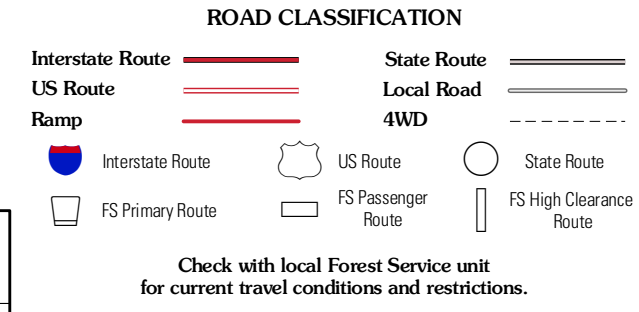 ROAD CLASSIFICATION
Interstate Route
State Route
US Route
Local Road
Ramp
4WD
Interstate Route
US Route
State Route
FS Primary Route
FS Passenger
Route
FS High Clearance
Route
Check with local Forest Service unit
for current travel conditions and restrictions.